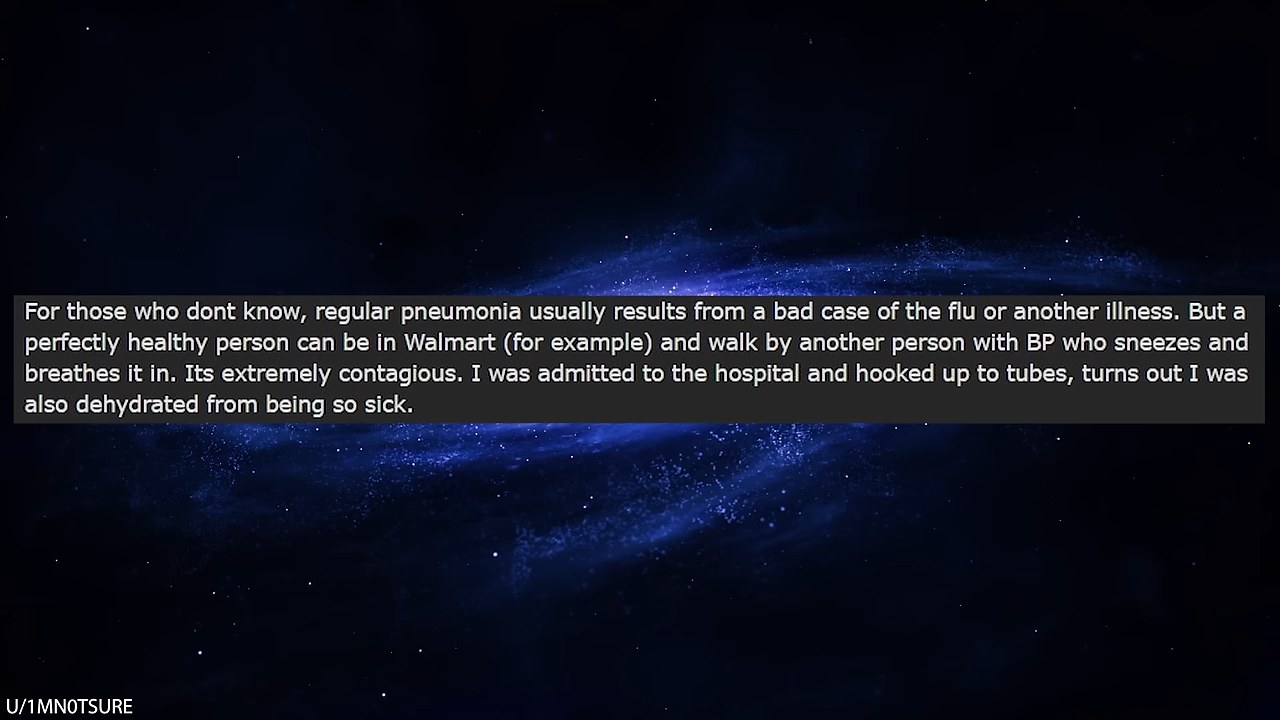 For those who dont know, regular pneumonia usually results from a bad case of the flu or another illness. But a
perfectly healthy person can be in Walmart (for example) and walk by another person with BP who sneezes and
breathes it in. Its extremely contagious. I was admitted to the hospital and hooked up to tubes, turns out I was
also dehydrated from being so sick.
U/1MN0TSURE